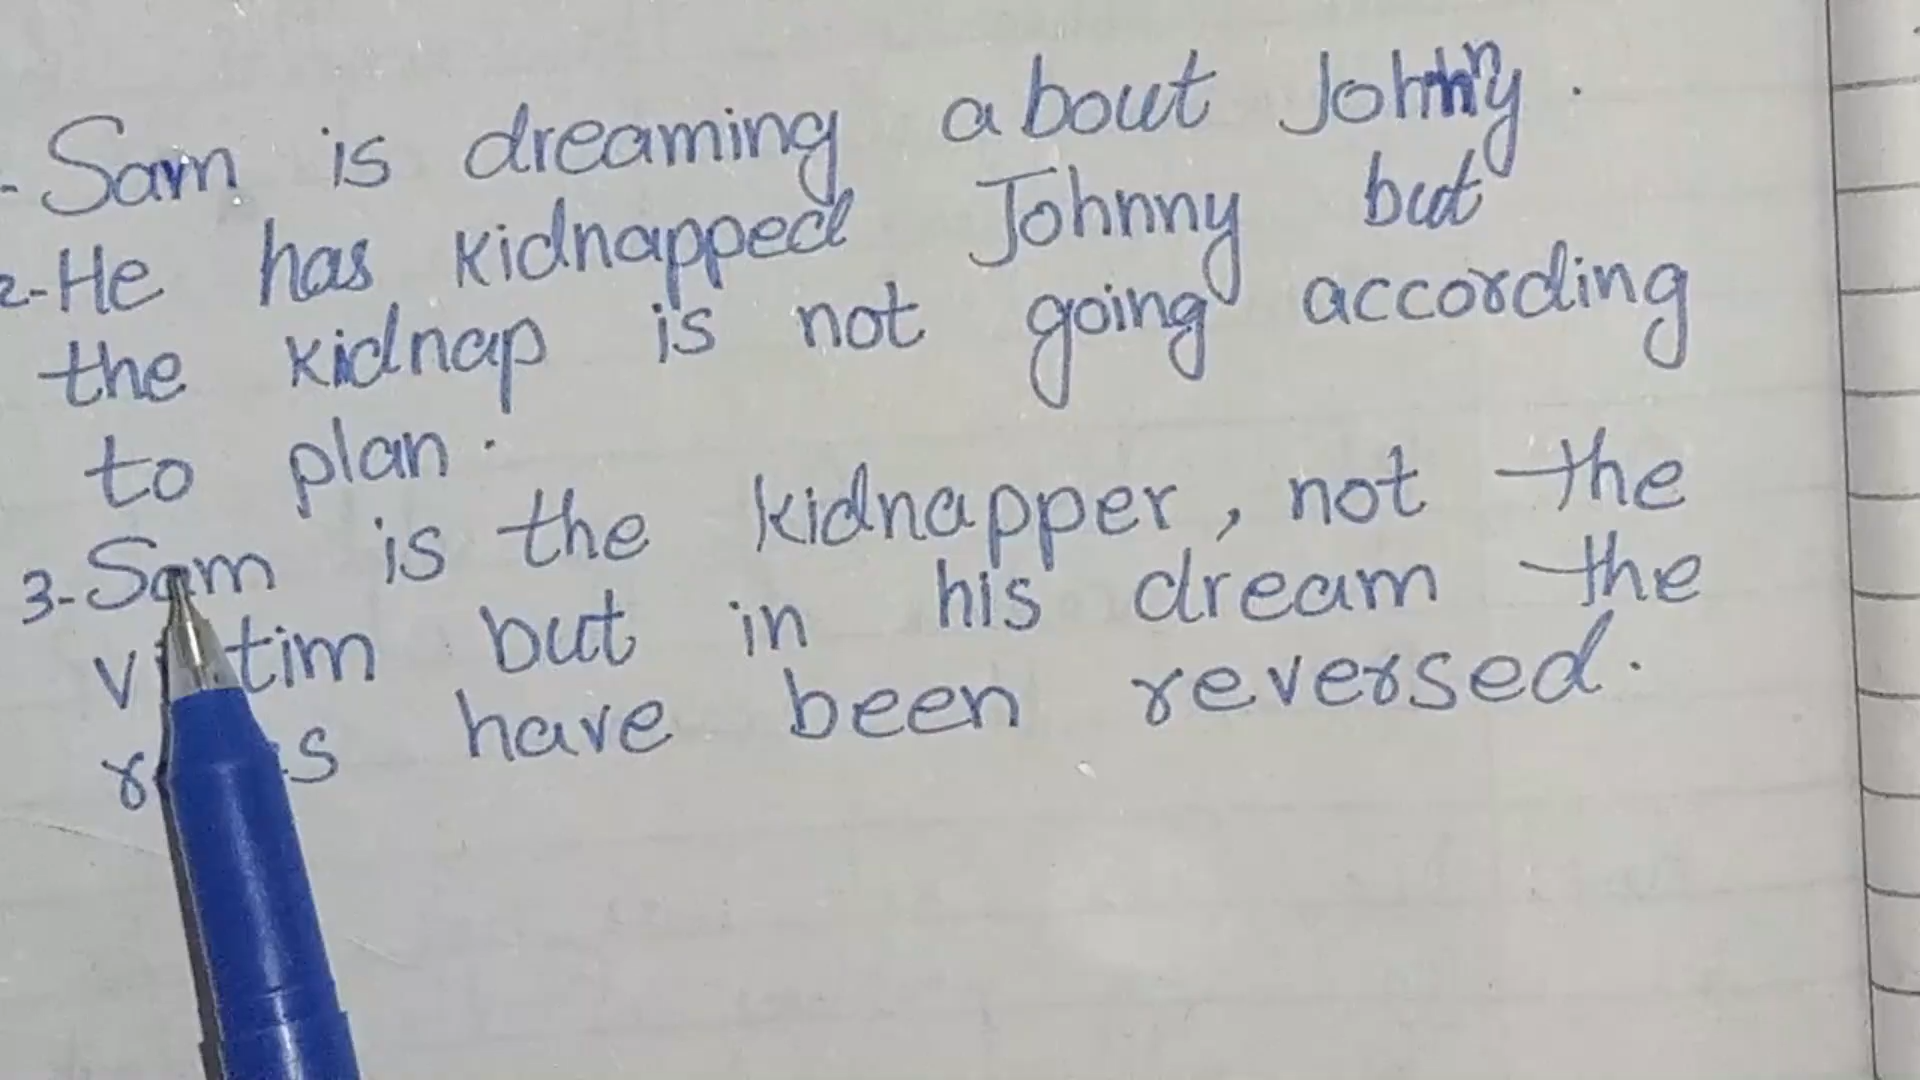 -Sam is dreaming about Johnny.
2-He has kidnapped Johnny but
the kidnap is not going according
to plan.
3-Sam is the kidnapper, not the
but in his dream the
have been reversed.